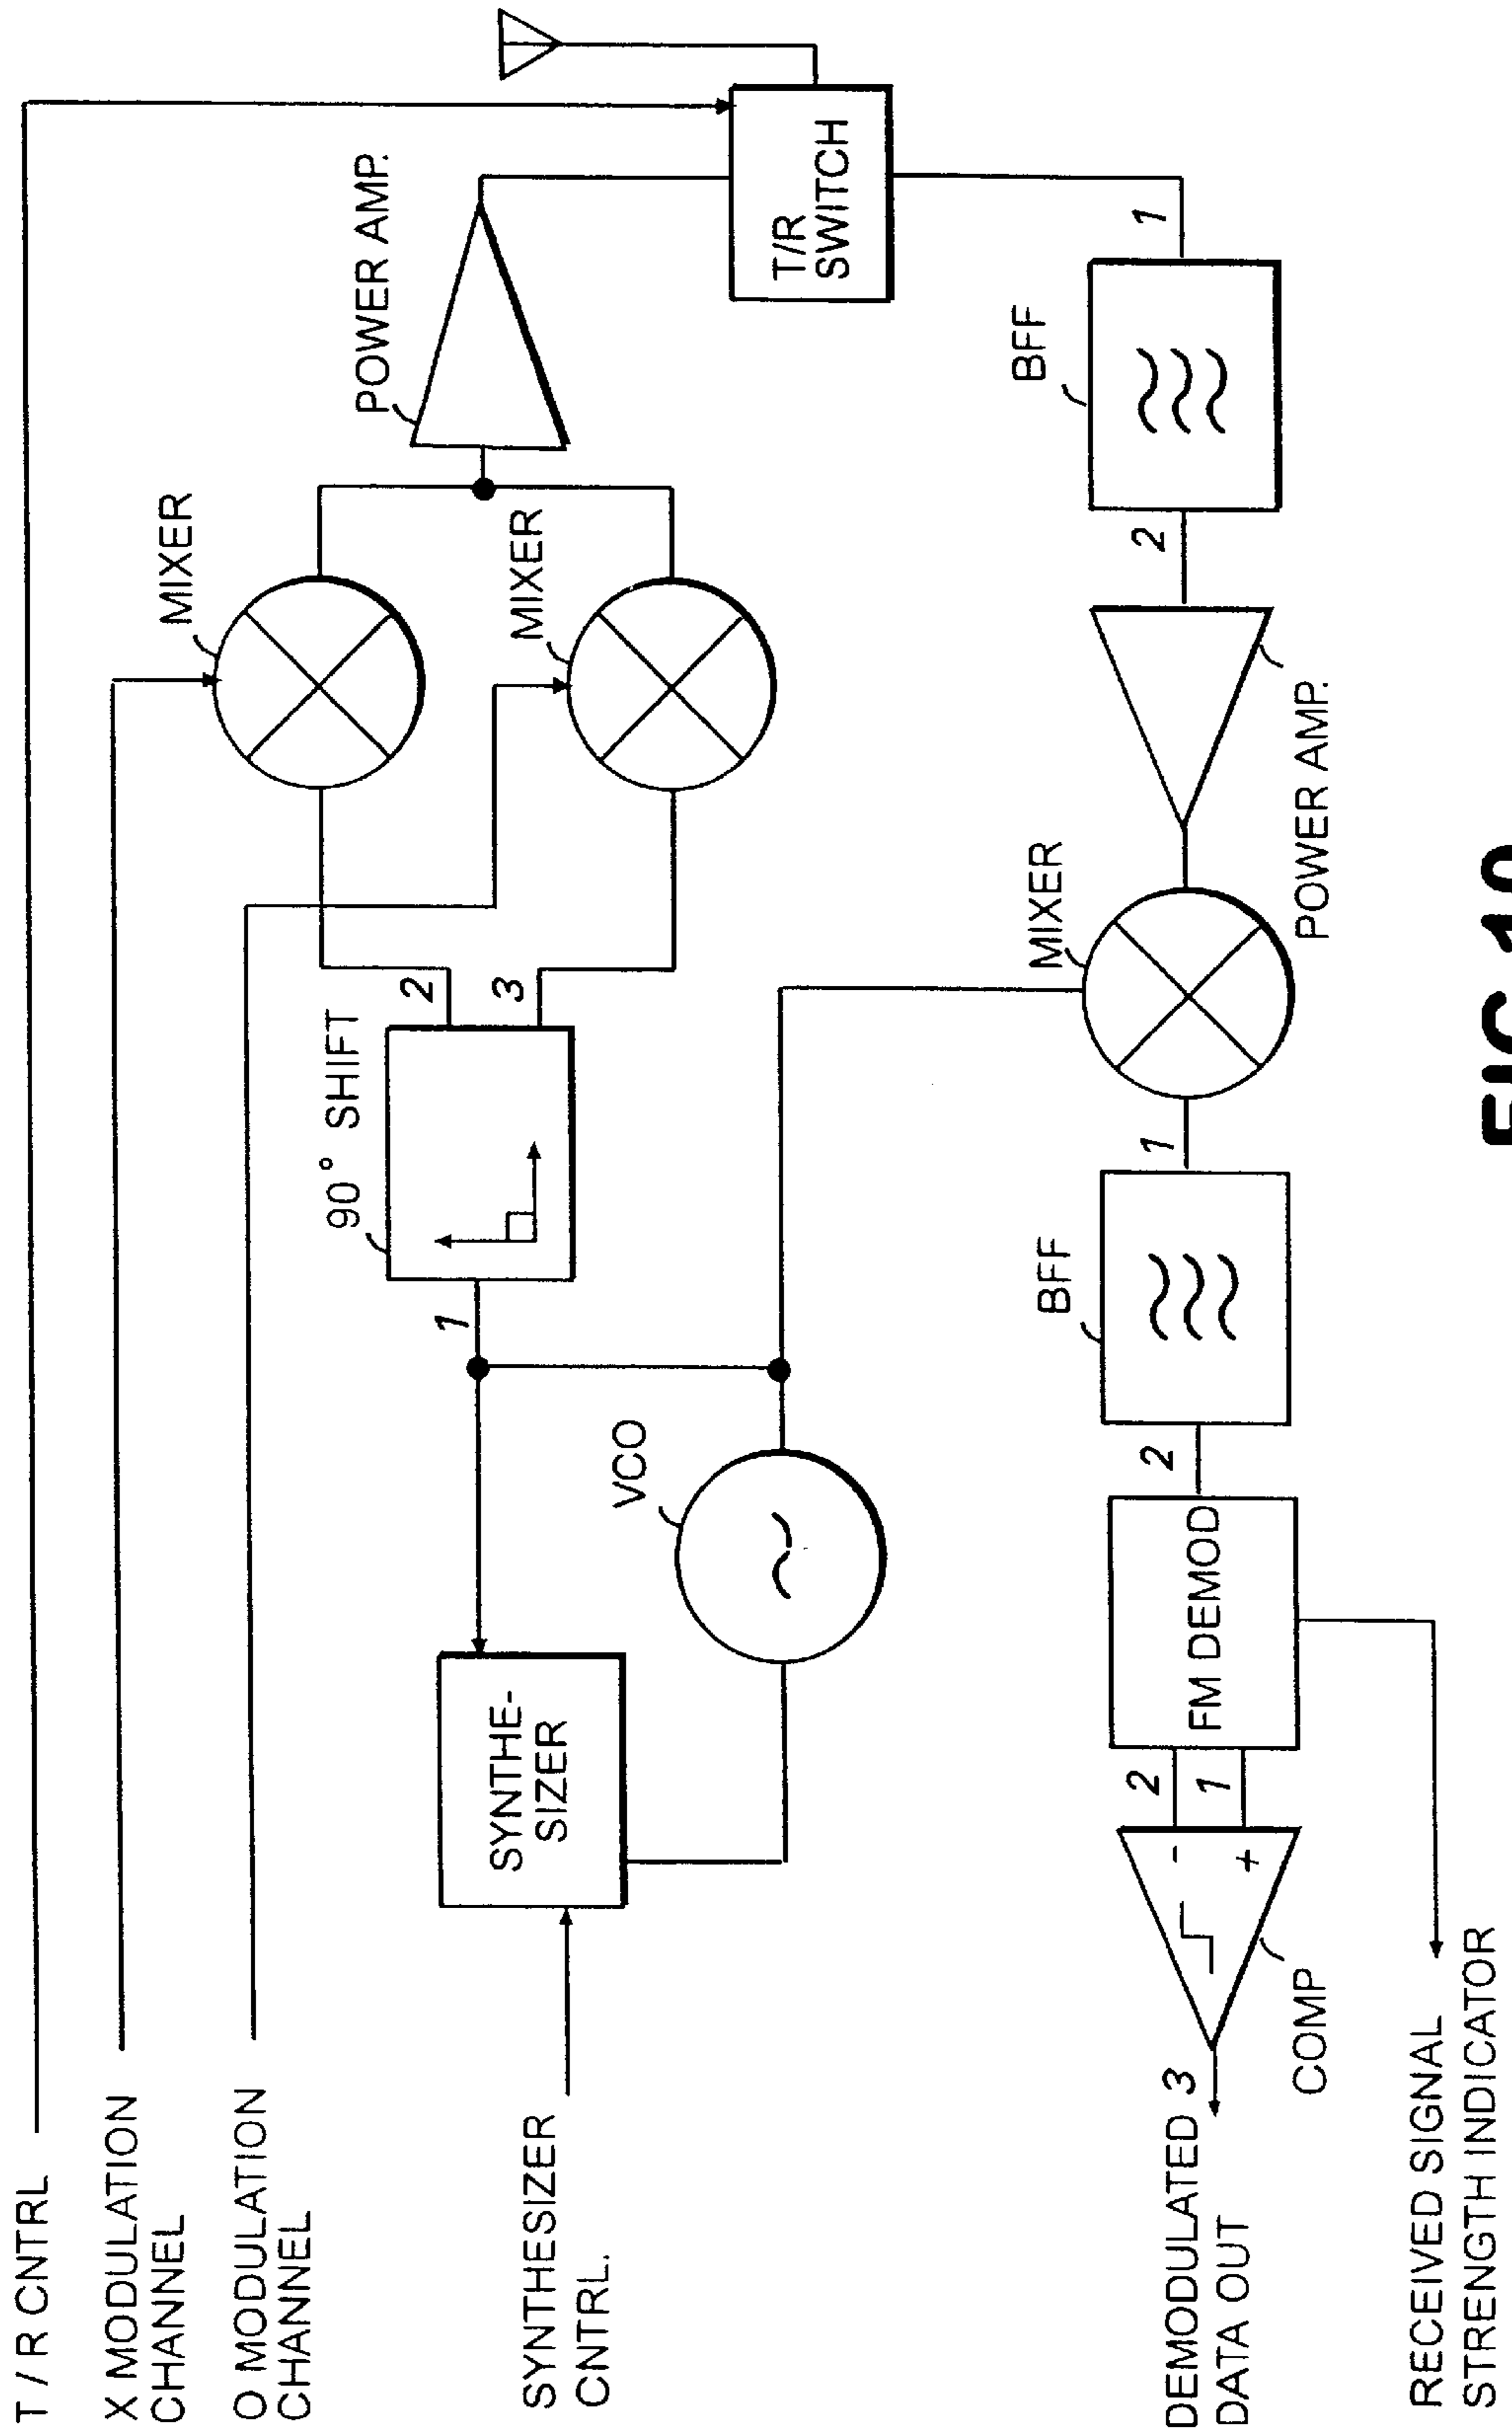 T / R CNTRL
X MODULATION
CHANNEL
O MODULATION
CHANNEL
SYNTHESIZER
CNTRL.
SYNTHE-
SIZER
VCO
1
90° SHIFT
2
3
MIXER
MIXER
POWER AMP.
T/R
SWITCH
1
BFF
2
POWER AMP.
MIXER
1
BFF
2
FM DEMOD
2
1
-
+
COMP
3
DEMODULATED
DATA OUT
RECEIVED SIGNAL
STRENGTH INDICATOR